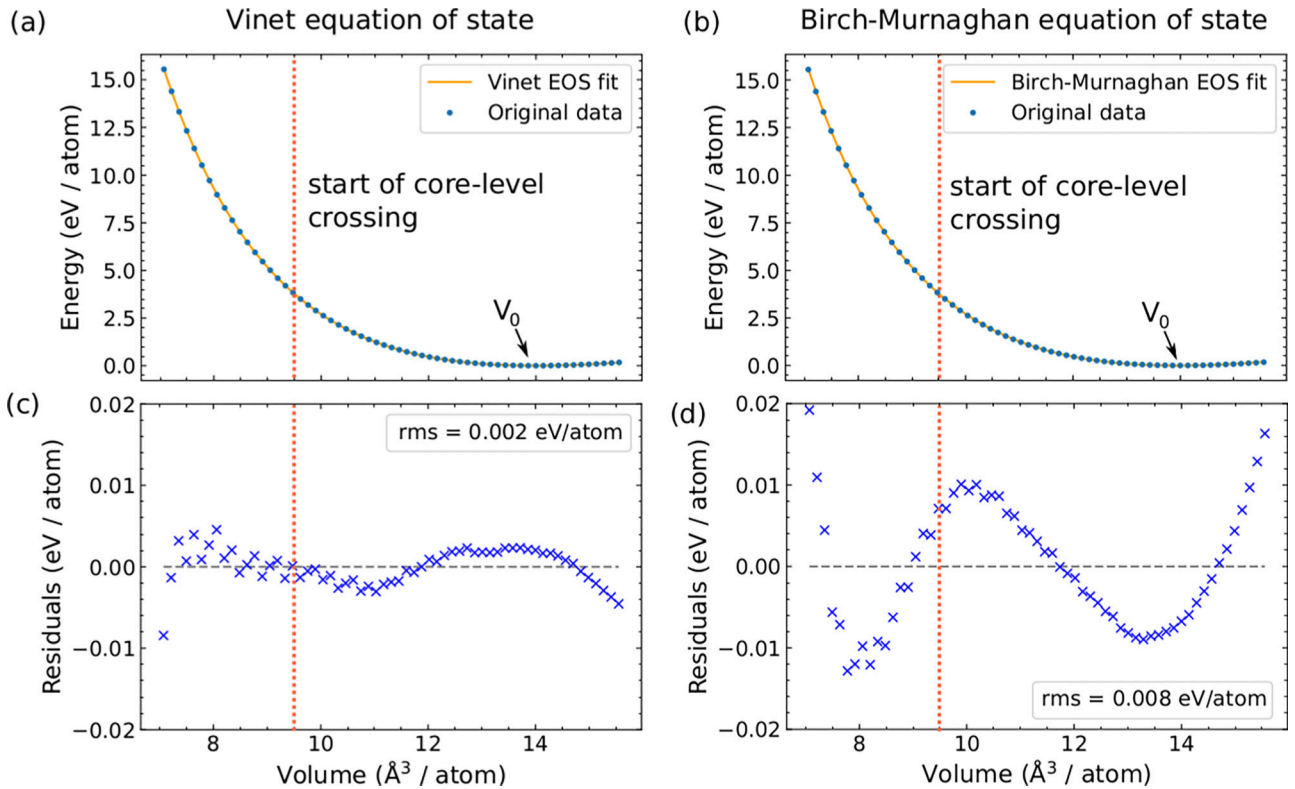 (a)
Vinet equation of state
15.0
12.5
10.0
7.5
5.0
2.5
0.0
Energy (eV / atom)
Vinet EOS fit
Original data
start of core-level
crossing
V0
(b)
Birch-Murnaghan equation of state
15.0
12.5
10.0
7.5
5.0
2.5
0.0
Energy (eV / atom)
Birch-Murnaghan EOS fit
Original data
start of core-level
crossing
V0
(c)
0.02
0.01
0.00
−0.01
−0.02
Residuals (eV / atom)
rms = 0.002 eV/atom
8 10 12 14
Volume (Å³ / atom)
(d)
0.02
0.01
0.00
−0.01
−0.02
Residuals (eV / atom)
rms = 0.008 eV/atom
8 10 12 14
Volume (Å³ / atom)